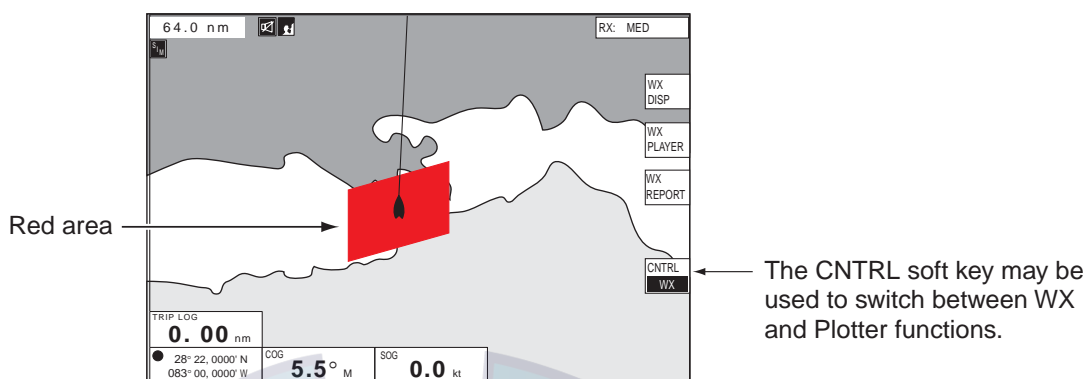 64.0 nm
RX: MED
SIM
WX
DISP
WX
PLAYER
WX
REPORT
Red area
CNTRL
WX
The CNTRL soft key may be
used to switch between WX
and Plotter functions.
TRIP LOG
0. 00 nm
28° 22, 0000' N
083° 00, 0000' W
COG
5.5° M
SOG
0.0 kt